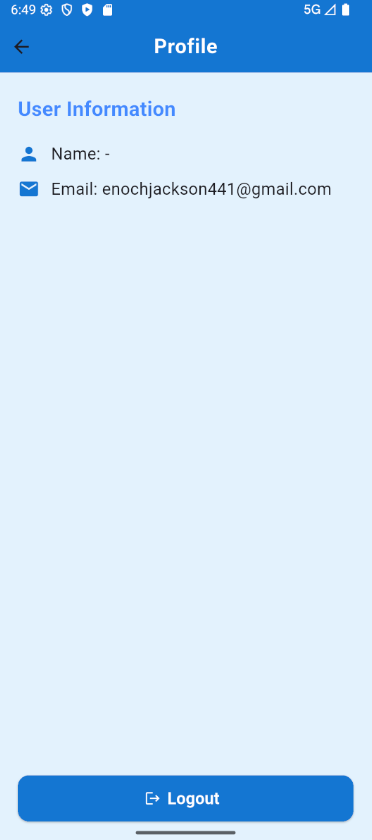 6:49 5G
Profile
User Information
Name: -
Email: enochjackson441@gmail.com
Logout